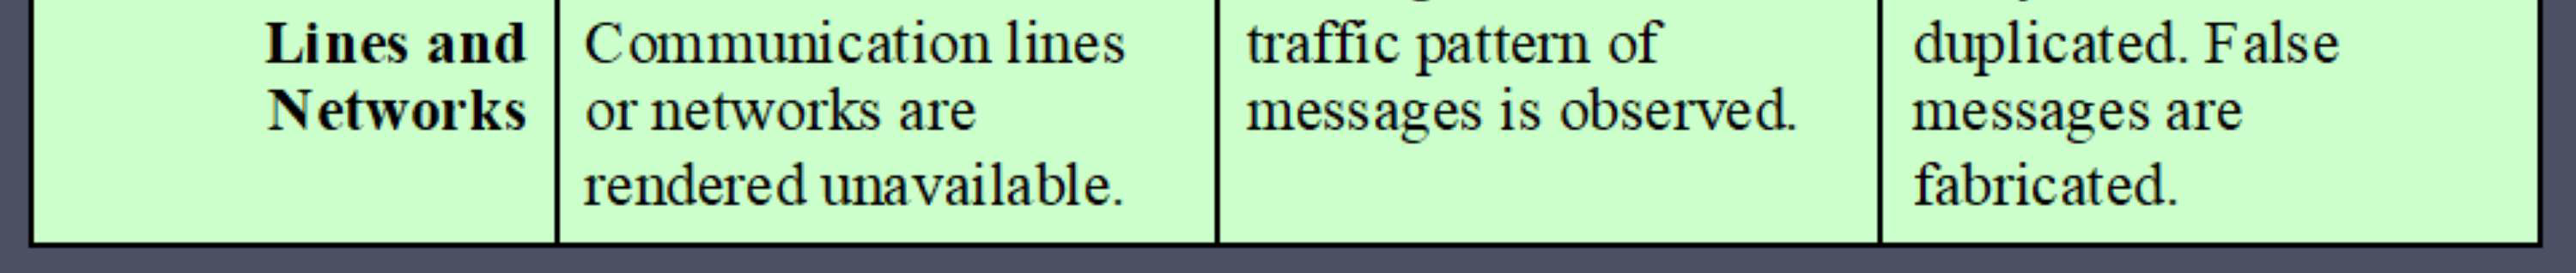 Lines and
Networks
Communication lines
or networks are
rendered unavailable.
traffic pattern of
messages is observed.
duplicated. False
messages are
fabricated.